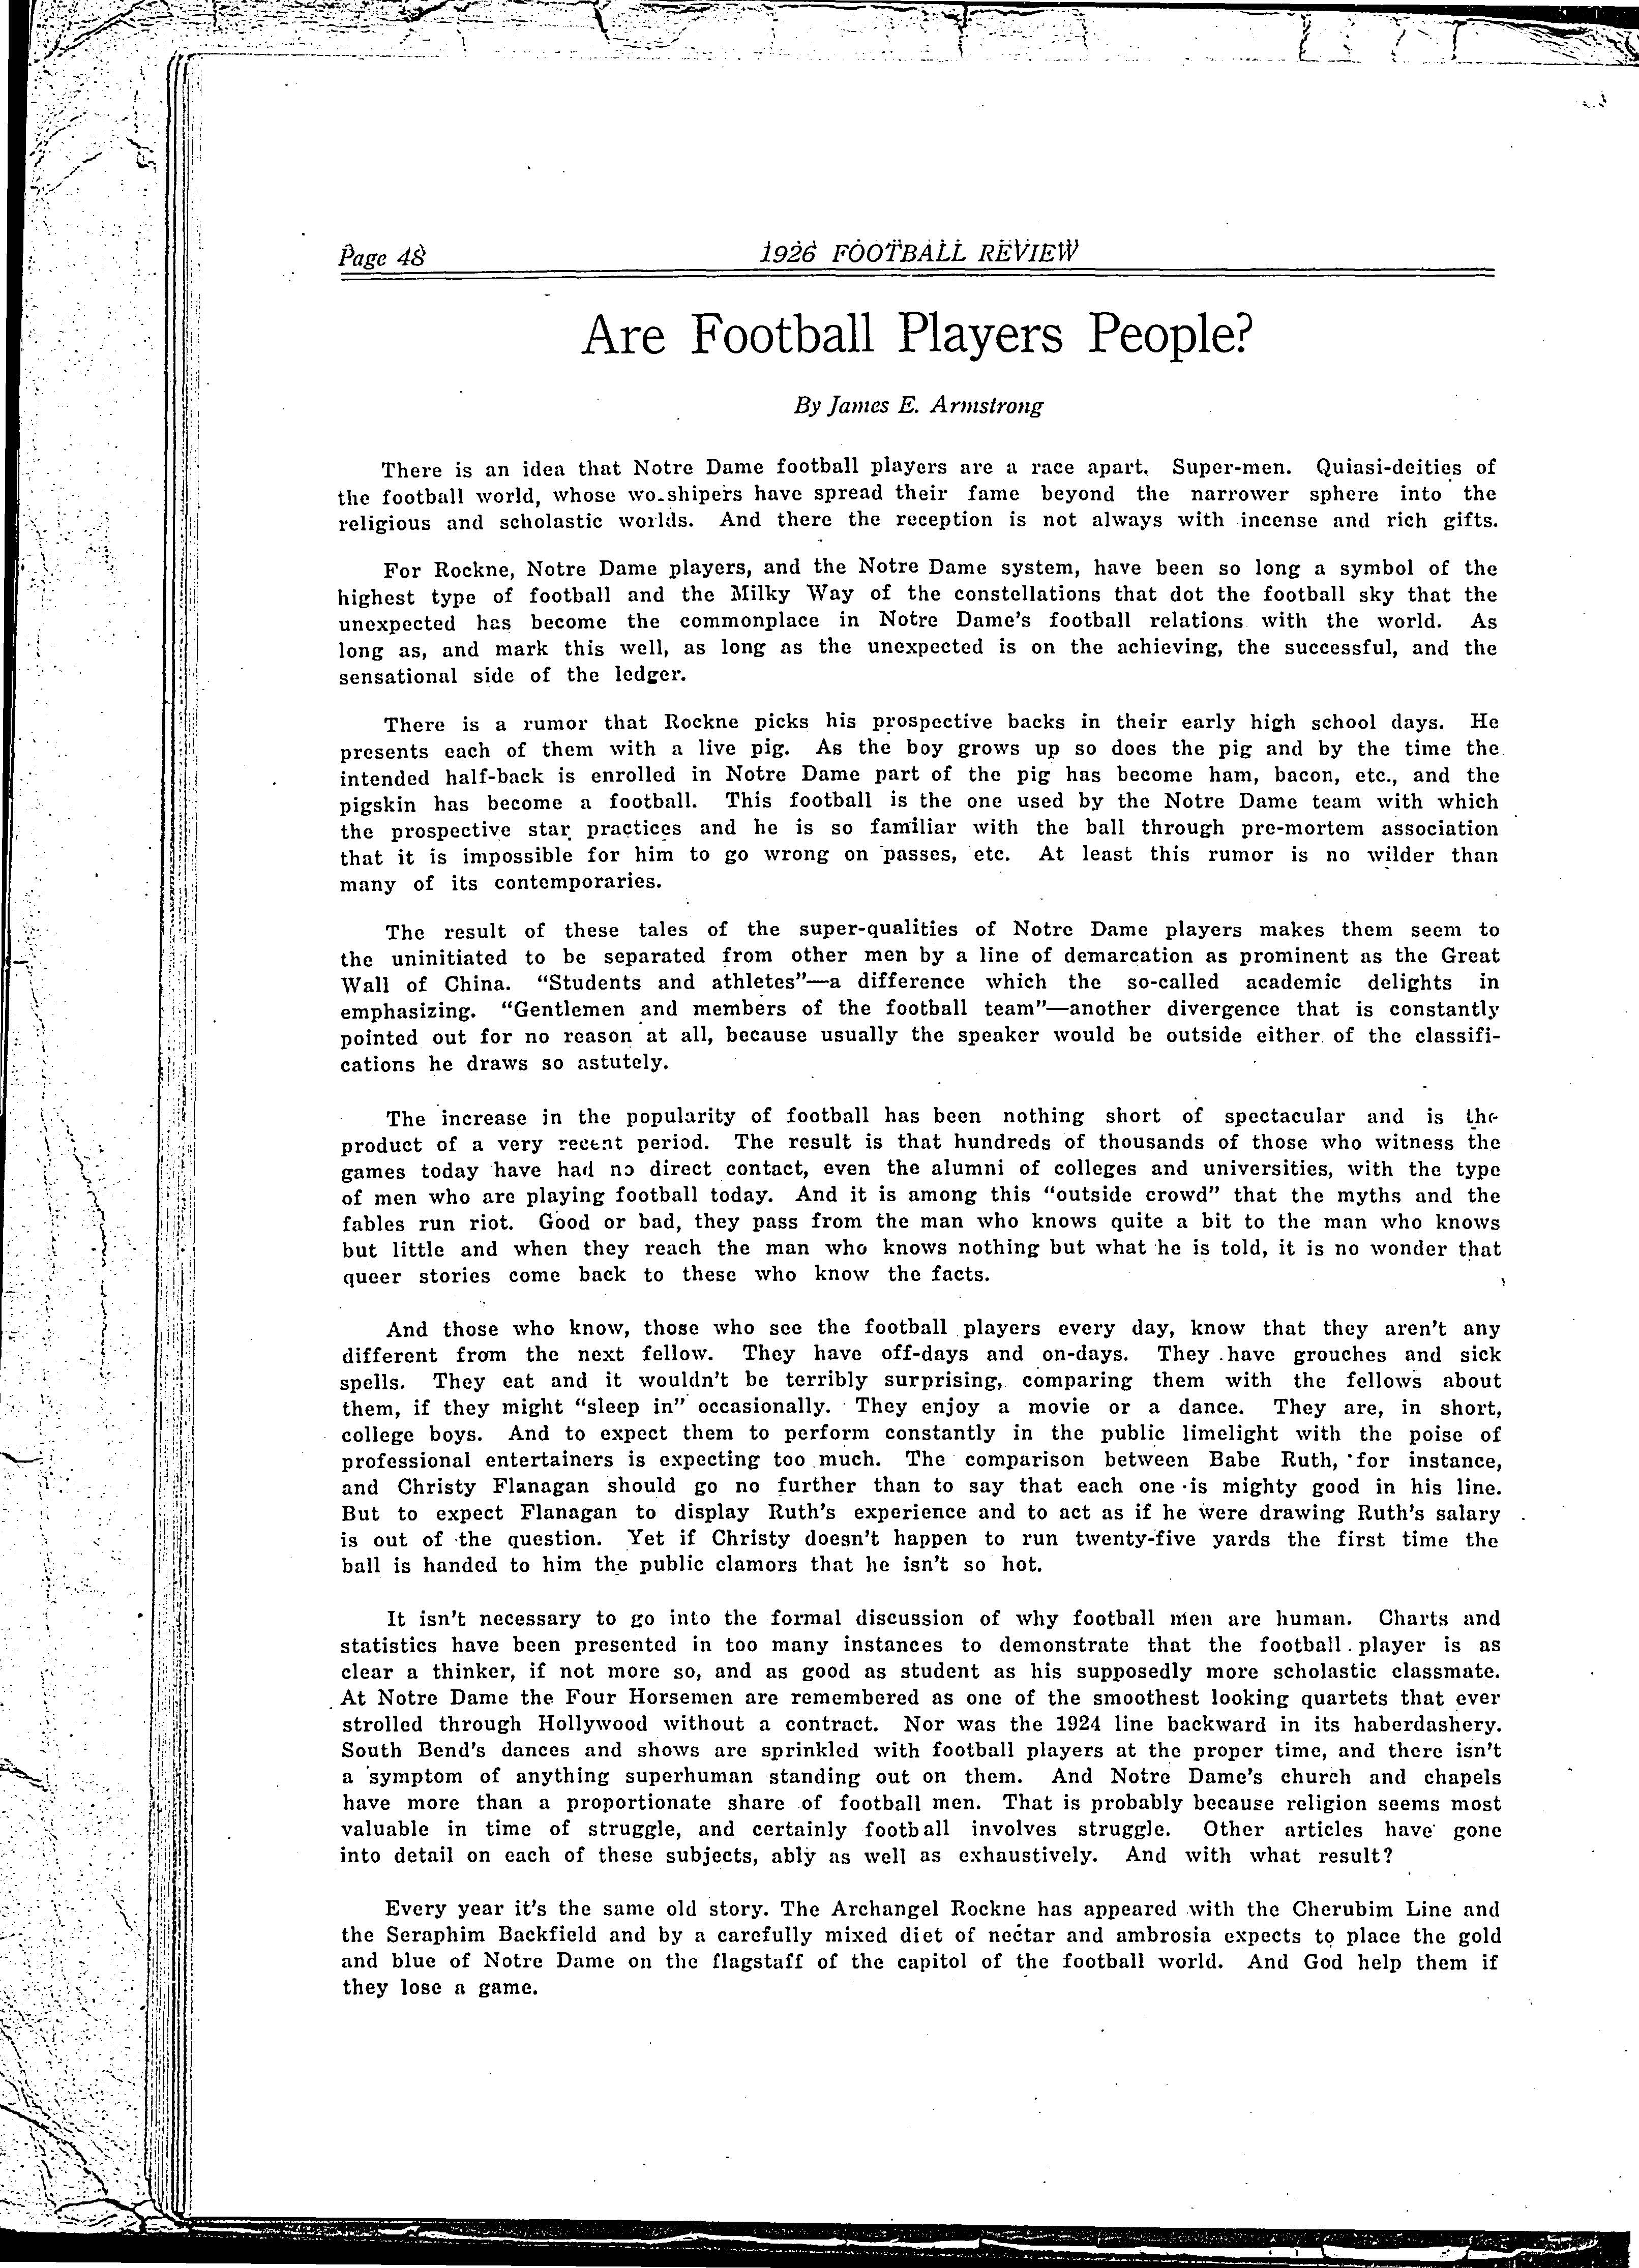 Page 48
1926 FOOTBALL REVIEW
Are Football Players People?
By James E. Armstrong
There is an idea that Notre Dame football players are a race apart. Super-men. Quiasi-deities of
the football world, whose wo.shipers have spread their fame beyond the narrower sphere into the
religious and scholastic worlds. And there the reception is not always with incense and rich gifts.
For Rockne, Notre Dame players, and the Notre Dame system, have been so long a symbol of the
highest type of football and the Milky Way of the constellations that dot the football sky that the
unexpected has become the commonplace in Notre Dame's football relations with the world. As
long as, and mark this well, as long as the unexpected is on the achieving, the successful, and the
sensational side of the ledger.
There is a rumor that Rockne picks his prospective backs in their early high school days. He
presents each of them with a live pig. As the boy grows up so does the pig and by the time the
intended half-back is enrolled in Notre Dame part of the pig has become ham, bacon, etc., and the
pigskin has become a football. This football is the one used by the Notre Dame team with which
the prospective star practices and he is so familiar with the ball through pre-mortem association
that it is impossible for him to go wrong on passes, etc. At least this rumor is no wilder than
many of its contemporaries.
The result of these tales of the super-qualities of Notre Dame players makes them seem to
the uninitiated to be separated from other men by a line of demarcation as prominent as the Great
Wall of China. “Students and athletes”—a difference which the so-called academic delights in
emphasizing. “Gentlemen and members of the football team”—another divergence that is constantly
pointed out for no reason at all, because usually the speaker would be outside either of the classifi-
cations he draws so astutely.
The increase in the popularity of football has been nothing short of spectacular and is the
product of a very recent period. The result is that hundreds of thousands of those who witness the
games today have had no direct contact, even the alumni of colleges and universities, with the type
of men who are playing football today. And it is among this “outside crowd” that the myths and the
fables run riot. Good or bad, they pass from the man who knows quite a bit to the man who knows
but little and when they reach the man who knows nothing but what he is told, it is no wonder that
queer stories come back to these who know the facts.
And those who know, those who see the football players every day, know that they aren't any
different from the next fellow. They have off-days and on-days. They have grouches and sick
spells. They eat and it wouldn't be terribly surprising, comparing them with the fellows about
them, if they might “sleep in” occasionally. They enjoy a movie or a dance. They are, in short,
college boys. And to expect them to perform constantly in the public limelight with the poise of
professional entertainers is expecting too much. The comparison between Babe Ruth, for instance,
and Christy Flanagan should go no further than to say that each one is mighty good in his line.
But to expect Flanagan to display Ruth's experience and to act as if he were drawing Ruth's salary
is out of the question. Yet if Christy doesn't happen to run twenty-five yards the first time the
ball is handed to him the public clamors that he isn't so hot.
It isn't necessary to go into the formal discussion of why football men are human. Charts and
statistics have been presented in too many instances to demonstrate that the football player is as
clear a thinker, if not more so, and as good as student as his supposedly more scholastic classmate.
At Notre Dame the Four Horsemen are remembered as one of the smoothest looking quartets that ever
strolled through Hollywood without a contract. Nor was the 1924 line backward in its haberdashery.
South Bend's dances and shows are sprinkled with football players at the proper time, and there isn't
a symptom of anything superhuman standing out on them. And Notre Dame's church and chapels
have more than a proportionate share of football men. That is probably because religion seems most
valuable in time of struggle, and certainly football involves struggle. Other articles have gone
into detail on each of these subjects, ably as well as exhaustively. And with what result?
Every year it's the same old story. The Archangel Rockne has appeared with the Cherubim Line and
the Seraphim Backfield and by a carefully mixed diet of nectar and ambrosia expects to place the gold
and blue of Notre Dame on the flagstaff of the capitol of the football world. And God help them if
they lose a game.